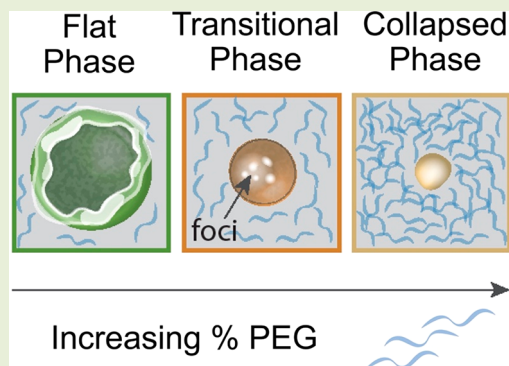 Flat
Phase
Transitional
Phase
Collapsed
Phase
foci
Increasing % PEG